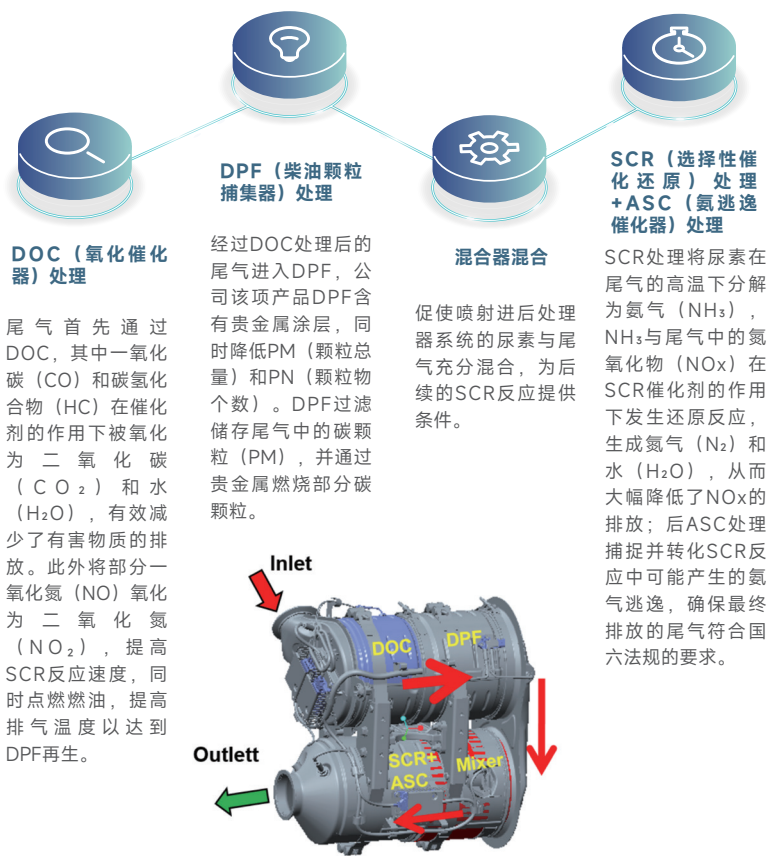 DOC（氧化催化
器）处理
尾气首先通过
DOC，其中一氧化
碳（CO）和碳氢化
合物（HC）在催化
剂的作用下被氧化
为二氧化碳
（CO₂）和水
（H₂O），有效减
少了有害物质的排
放。此外将部分一
氧化氮（NO）氧化
为二氧化氮
（NO₂），提高
SCR反应速度，同
时点燃燃油，提高
排气温度以达到
DPF再生。
DPF（柴油颗粒
捕集器）处理
经过DOC处理后的
尾气进入DPF，公
司该项产品DPF含
有贵金属涂层，同
时降低PM（颗粒总
量）和PN（颗粒物
个数）。DPF过滤
储存尾气中的碳颗
粒（PM），并通过
贵金属燃烧部分碳
颗粒。
混合器混合
促使喷射进后处理
器系统的尿素与尾
气充分混合，为后
续的SCR反应提供
条件。
SCR（选择性催
化还原）处理
+ASC（氨逃逸
催化器）处理
SCR处理将尿素在
尾气的高温下分解
为氨气（NH₃），
NH₃与尾气中的氮
氧化物（NOx）在
SCR催化剂的作用
下发生还原反应，
生成氮气（N₂）和
水（H₂O），从而
大幅降低了NOx的
排放；后ASC处理
捕捉并转化SCR反
应中可能产生的氨
气逃逸，确保最终
排放的尾气符合国
六法规的要求。
Inlet
DOC
DPF
Outlett
SCR+
ASC
Mixer